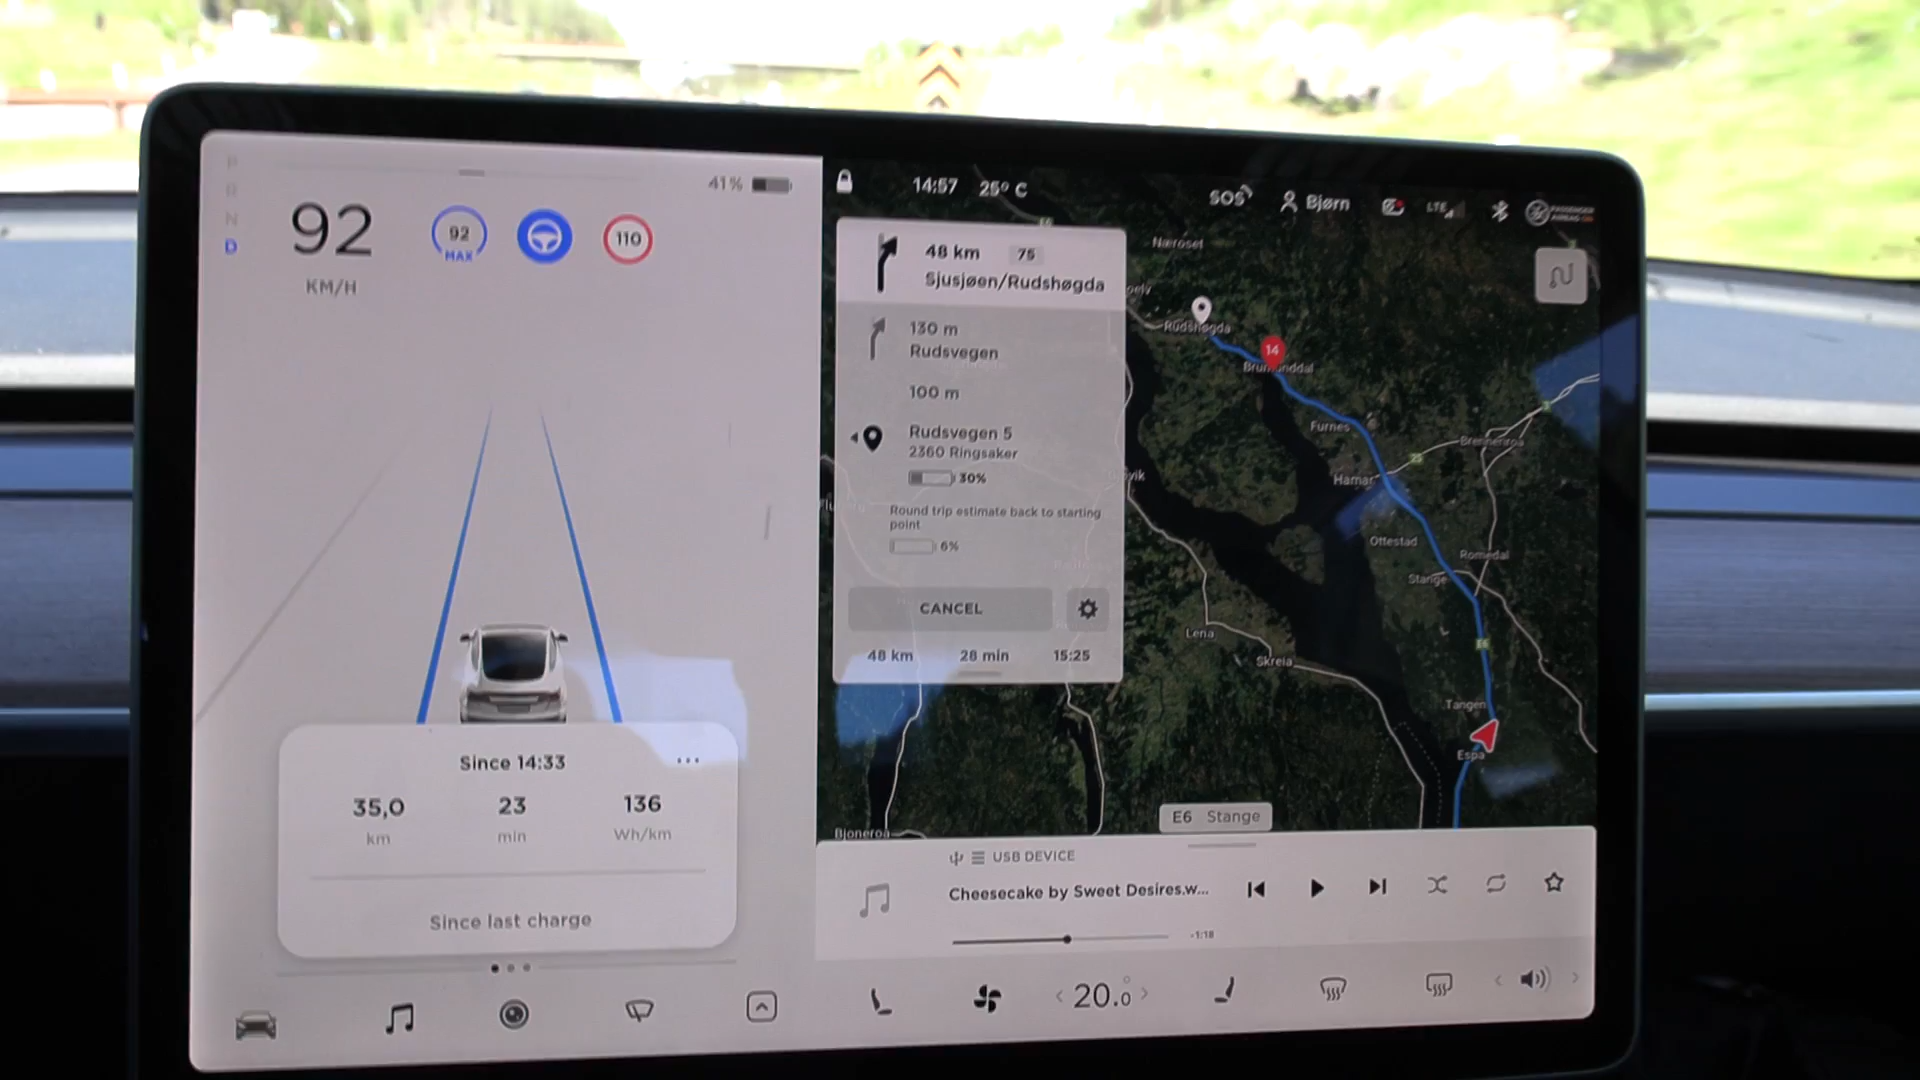 P
R
N
D
92
KM/H
92
MAX
110
41%
14:57
25° C
SOS
Bjørn
LTE
PASSENGER
AIRBAG
48 km
75
Sjusjøen/Rudshøgda
130 m
Rudsvegen
100 m
Rudsvegen 5
2360 Ringsaker
30%
Round trip estimate back to starting
point
6%
CANCEL
48 km
28 min
15:25
Næroset
Rudshøgda
14
Brumunddal
Furnes
Brenneroa
25
Hamar
Ottestad
Romedal
Stange
E6
Lena
Skreia
Tangen
Espa
Bjoneroa
E6 Stange
Since 14:33
35,0
km
23
min
136
Wh/km
Since last charge
USB DEVICE
Cheesecake by Sweet Desires.w...
-1:18
20.0